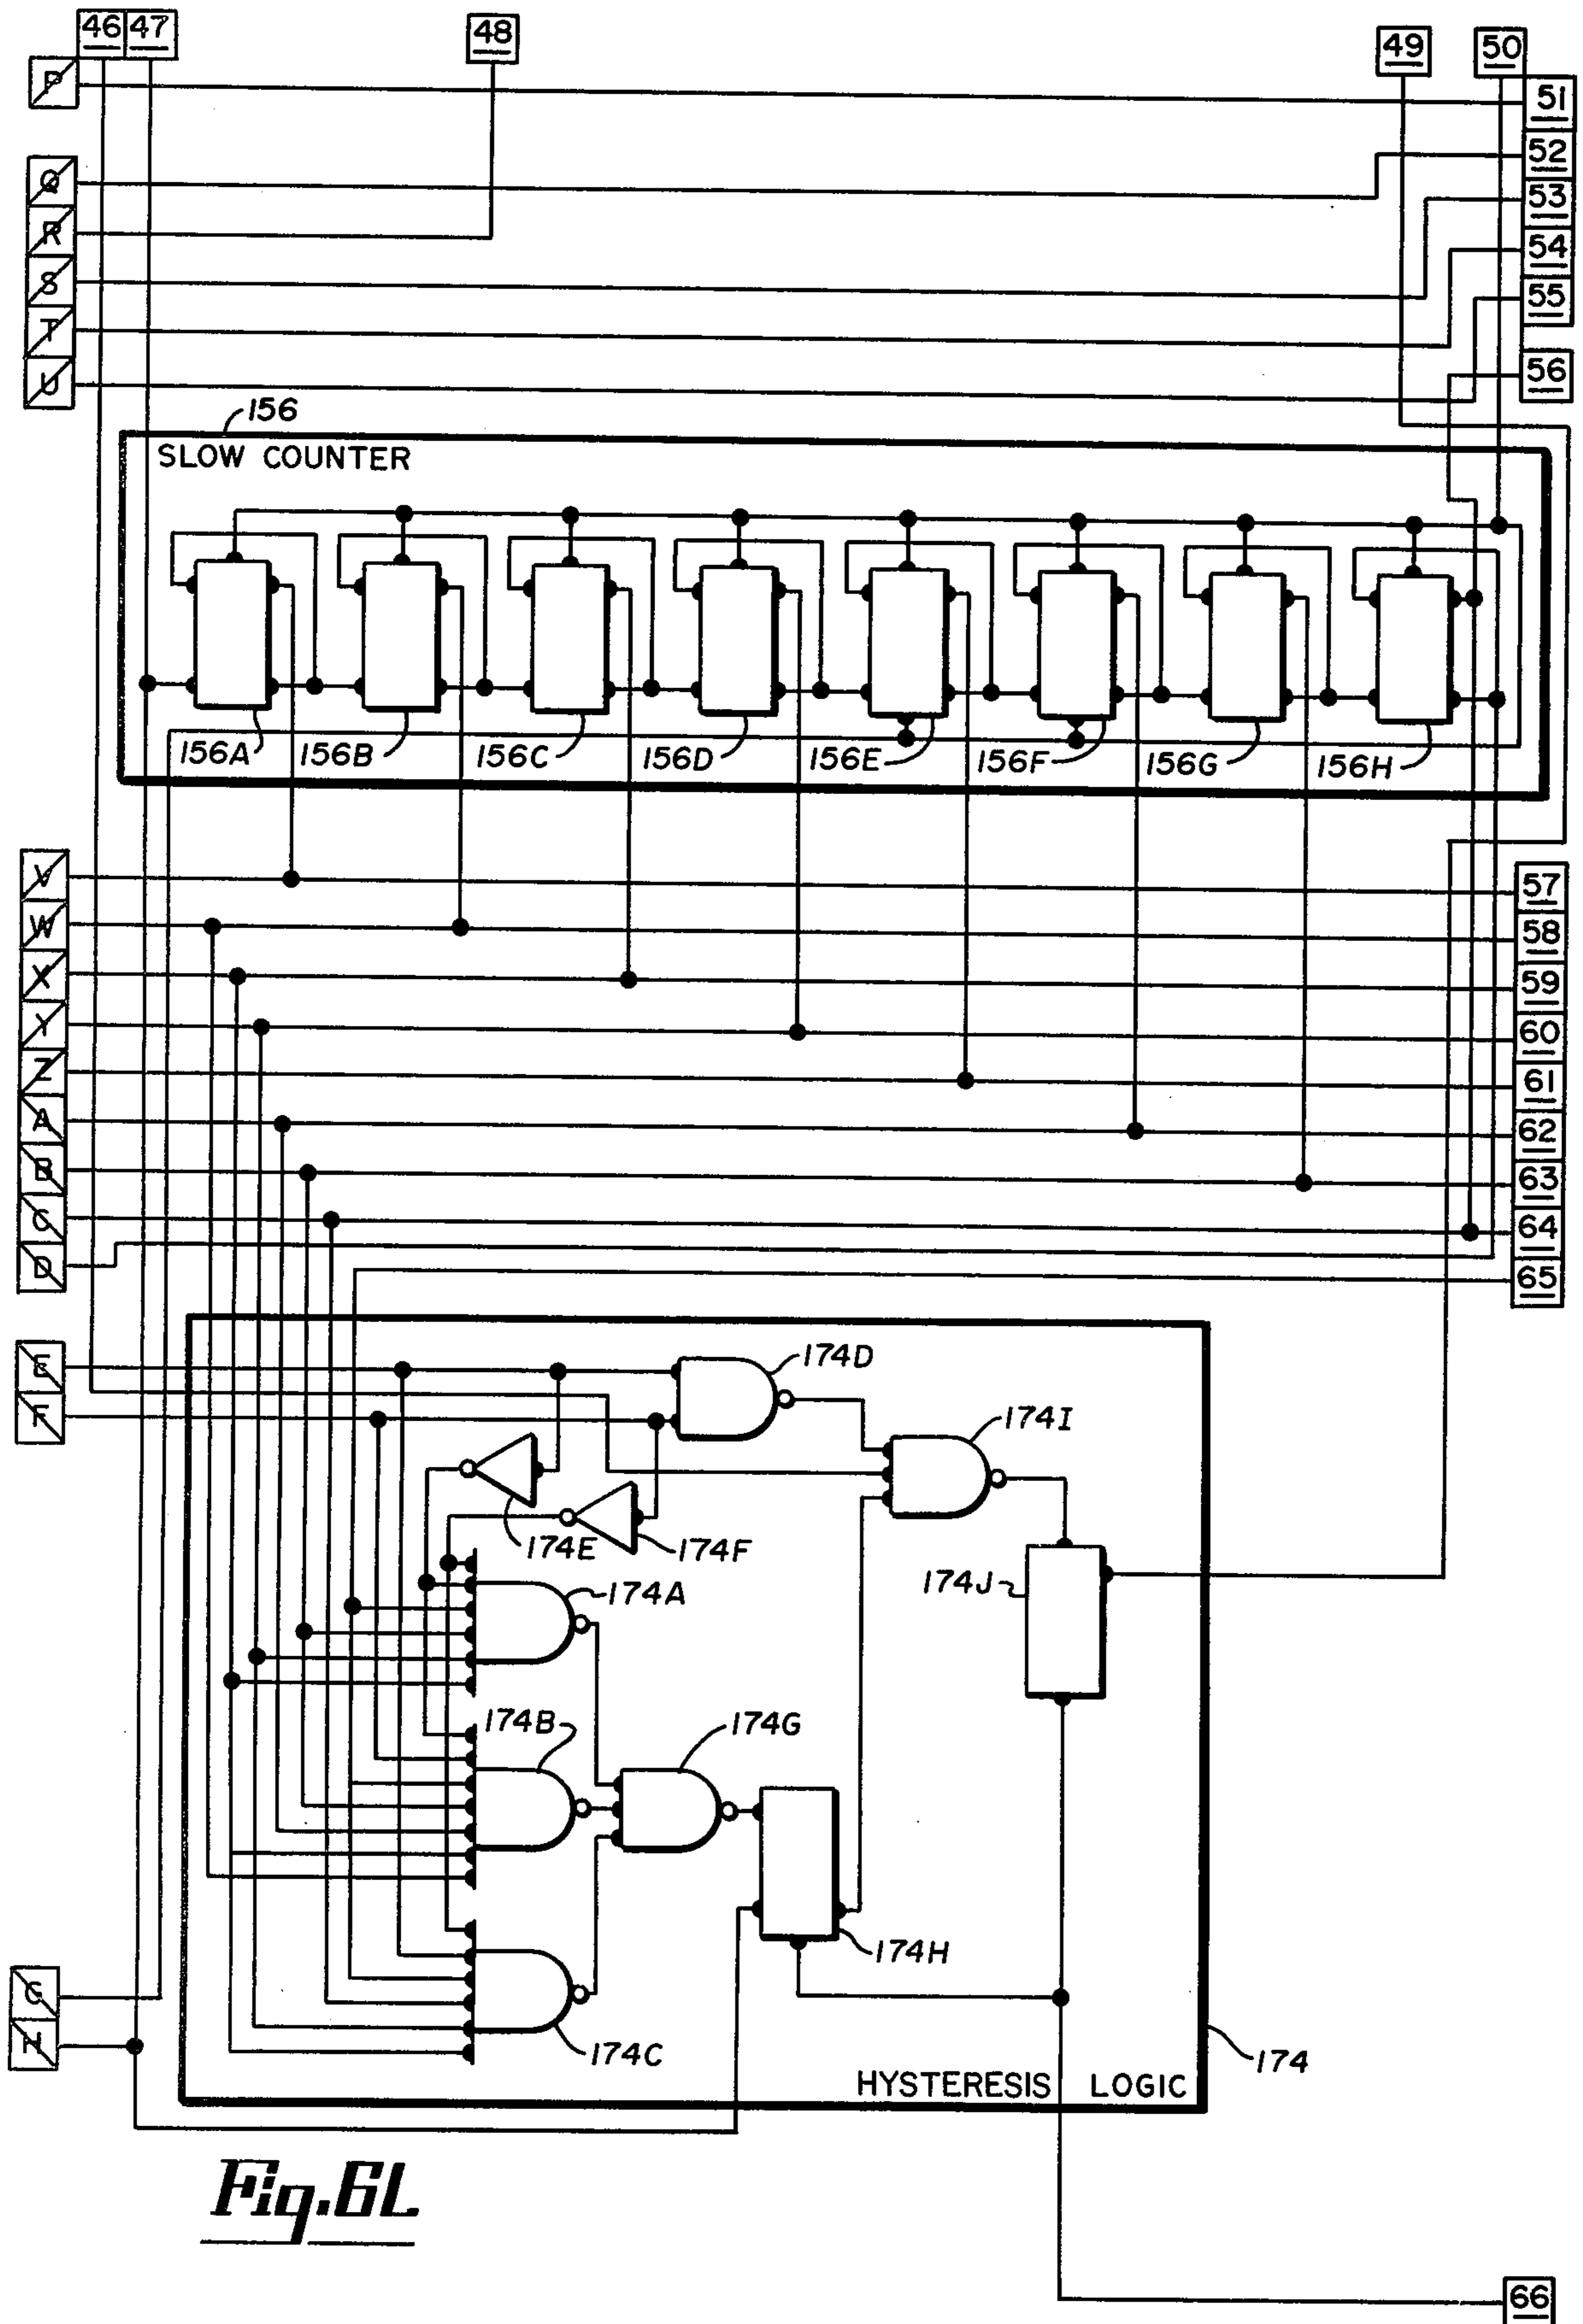 46 47
48
49
50
P
51
52
Q
53
R
54
S
55
T
56
U
156
SLOW COUNTER
156A 156B 156C 156D 156E 156F 156G 156H
V
57
W
58
X
59
Y
60
Z
61
A
62
B
63
C
64
D
65
E
174D
F
174I
174E 174F
174A
174J
174B 174G
174H
G
H
174C
174
HYSTERESIS LOGIC
Fig. 6L
66